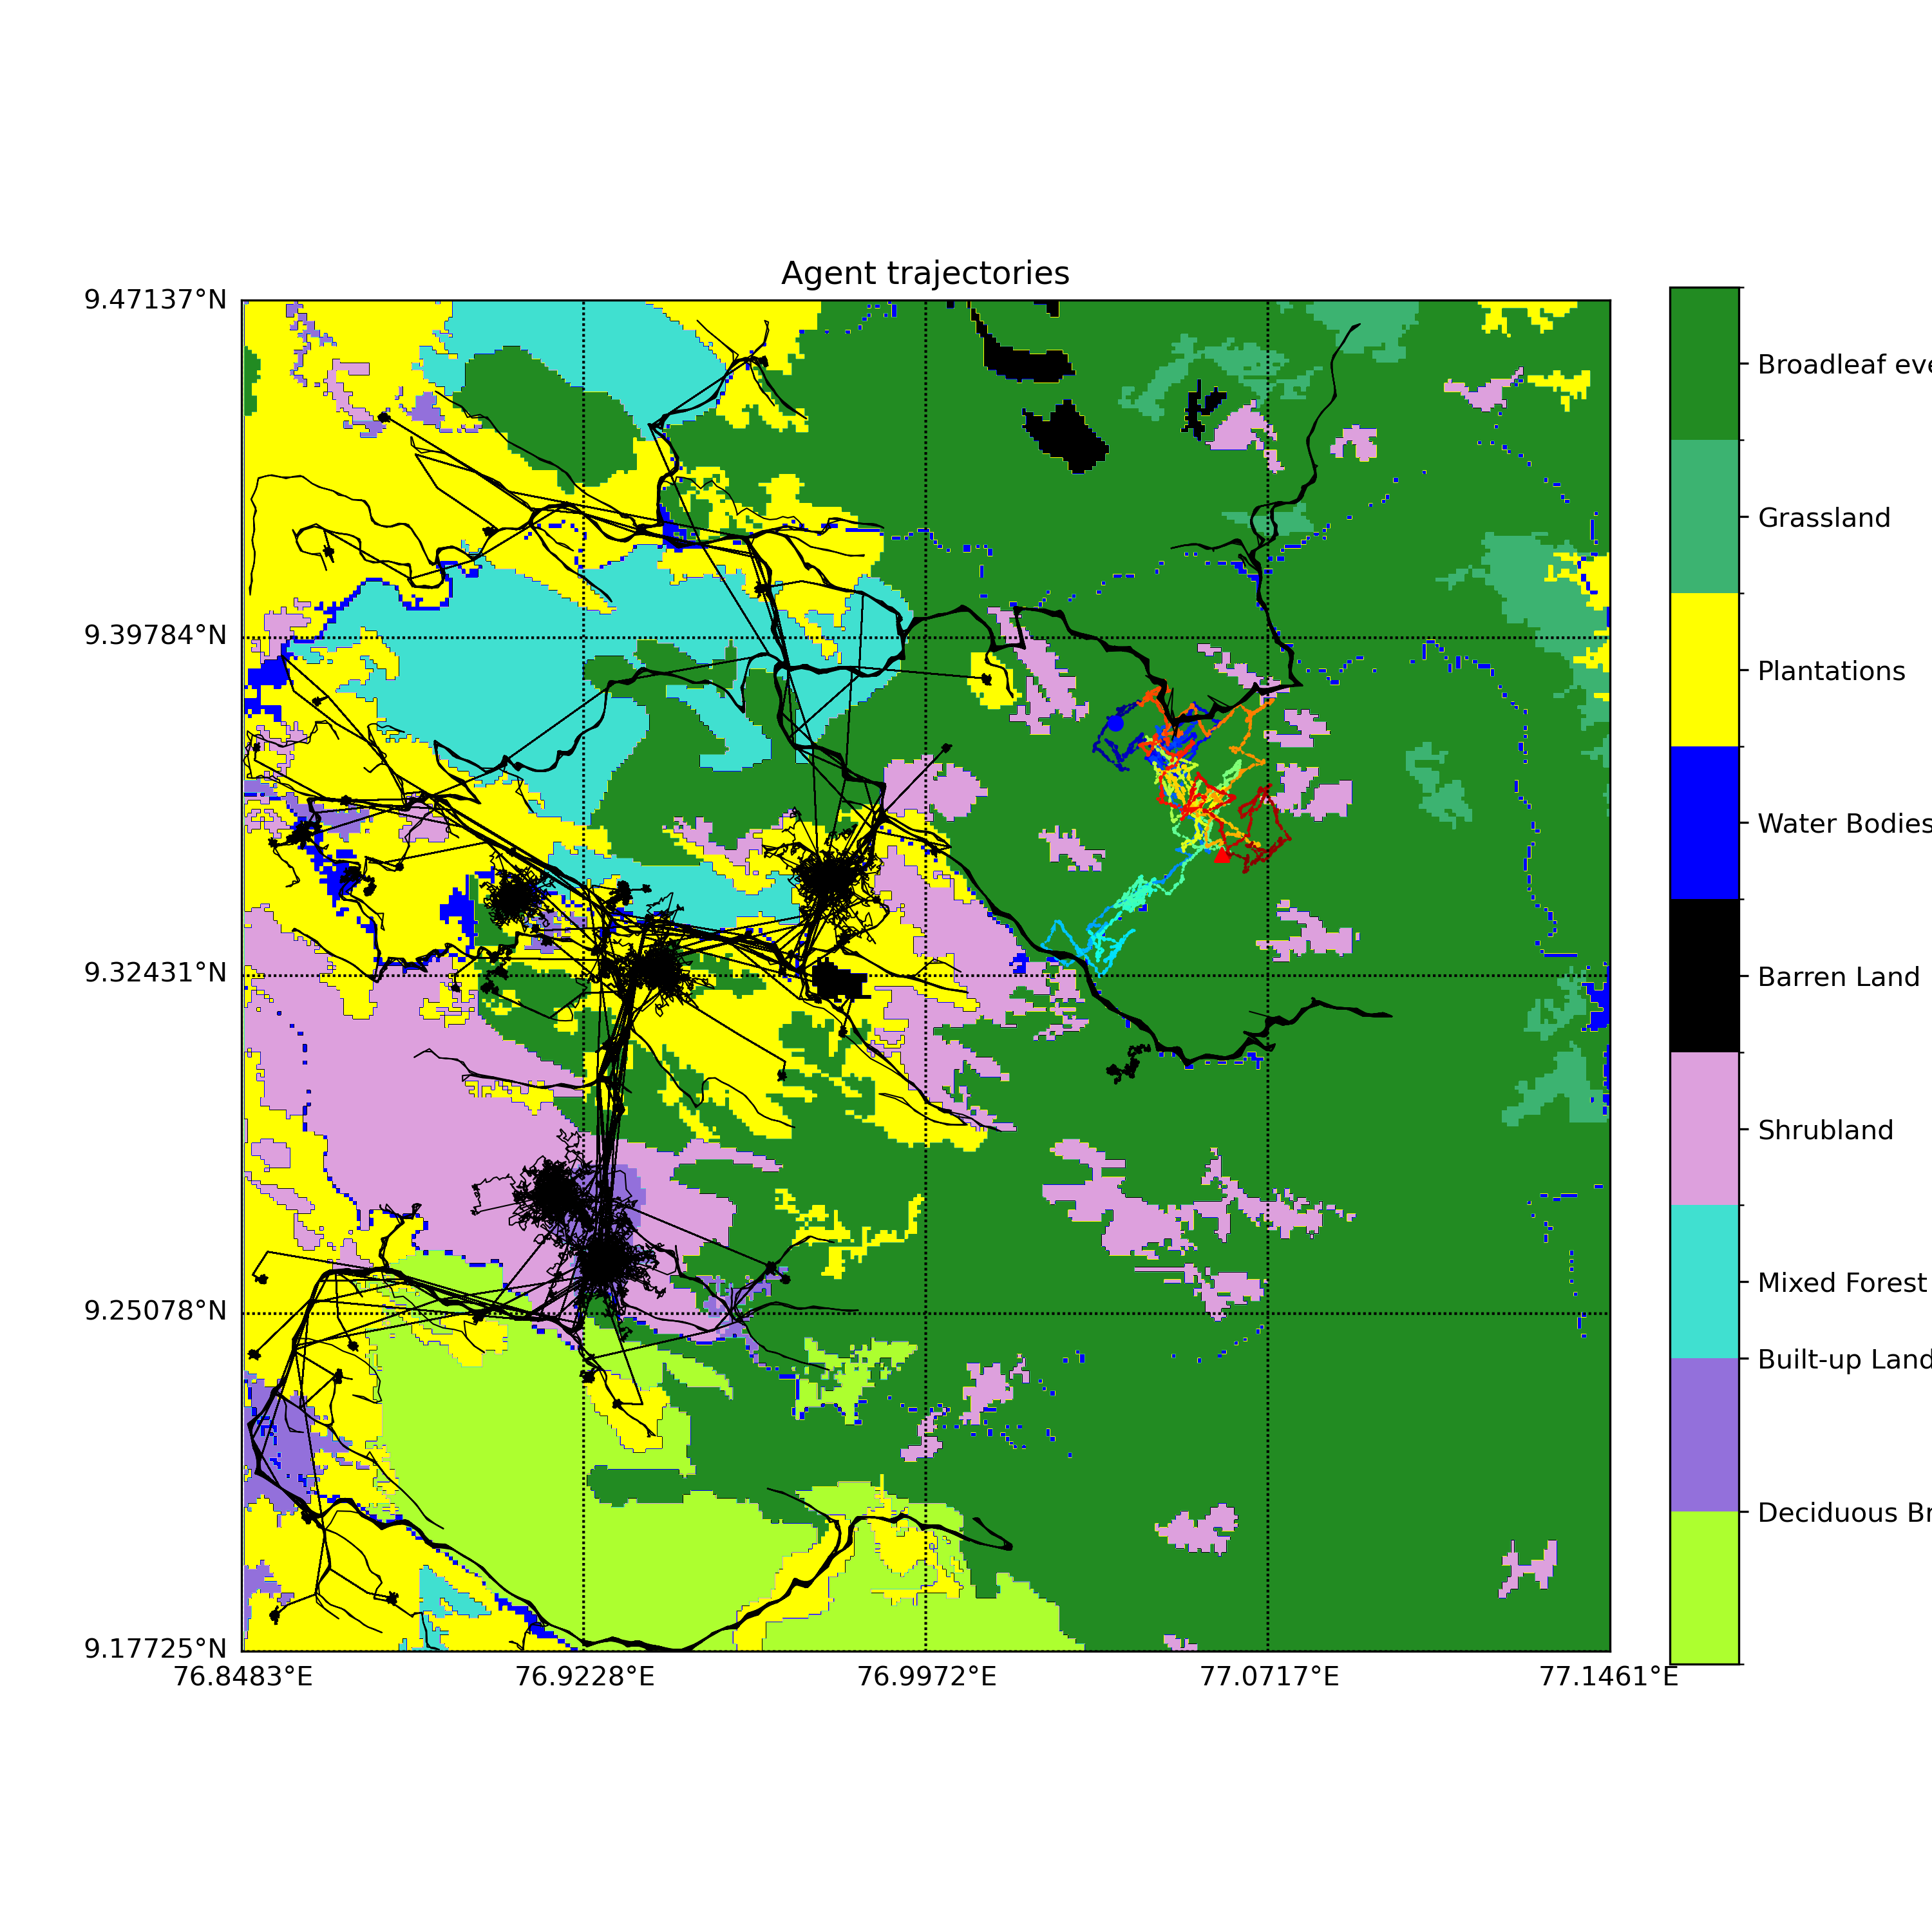 Agent trajectories
9.47137°N
9.39784°N
9.32431°N
9.25078°N
9.17725°N
76.8483°E
76.9228°E
76.9972°E
77.0717°E
77.1461°E
Broadleaf eve
Grassland
Plantations
Water Bodies
Barren Land
Shrubland
Mixed Forest
Built-up Land
Deciduous Br